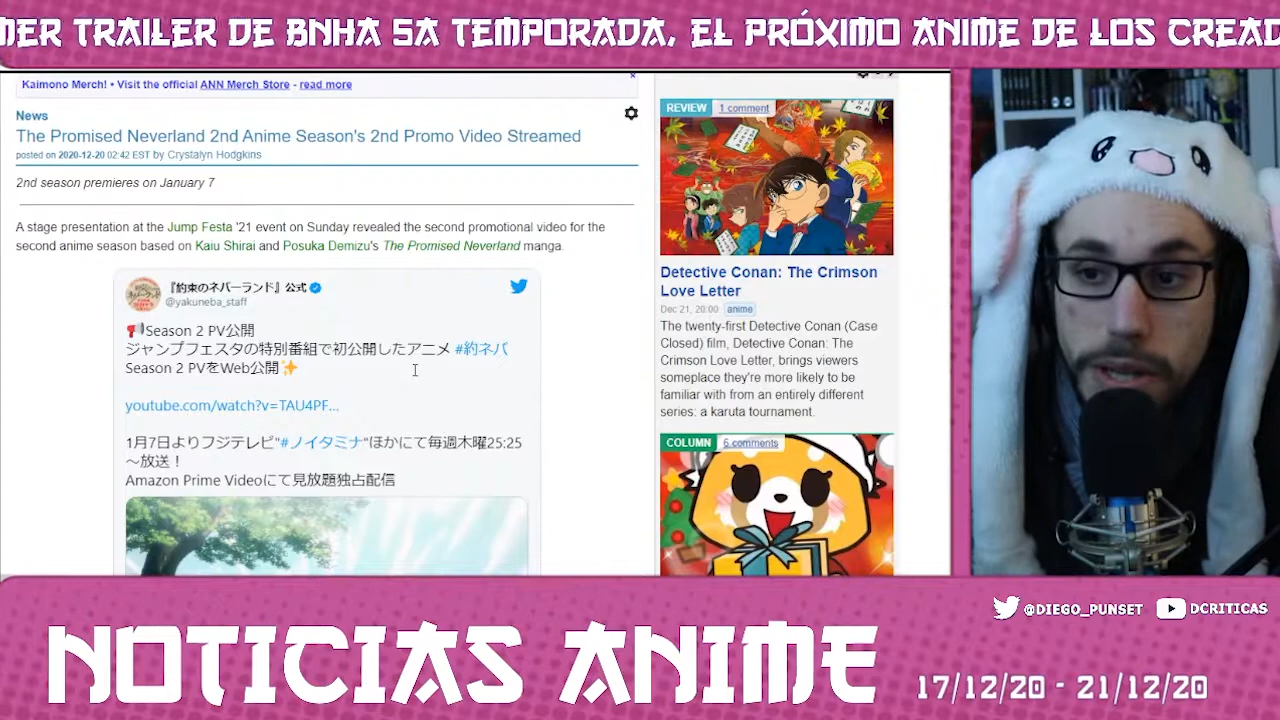 MER TRAILER DE BNHA 5A TEMPORADA, EL PRÓXIMO ANIME DE LOS CREAD
Kaimono Merch! • Visit the official ANN Merch Store - read more
News
The Promised Neverland 2nd Anime Season's 2nd Promo Video Streamed
posted on 2020-12-20 02:42 EST by Crystalyn Hodgkins
2nd season premieres on January 7
A stage presentation at the Jump Festa '21 event on Sunday revealed the second promotional video for the
second anime season based on Kaiu Shirai and Posuka Demizu's The Promised Neverland manga.
『約束のネバーランド』公式
@yakuneba_staff
Season 2 PV公開
ジャンプフェスタの特別番組で初公開したアニメ #約ネバ
Season 2 PVをWeb公開✨
youtube.com/watch?v=TAU4PF...
1月7日よりフジテレビ"#ノイタミナ"ほかにて毎週木曜25:25
～放送！
Amazon Prime Videoにて見放題独占配信
REVIEW 1 comment
Detective Conan: The Crimson
Love Letter
Dec 21, 20:00 anime
The twenty-first Detective Conan (Case
Closed) film, Detective Conan: The
Crimson Love Letter, brings viewers
someplace they're more likely to be
familiar with from an entirely different
series: a karuta tournament.
COLUMN 6 comments
@DIEGO_PUNSET DCRITICAS
NOTICIAS ANIME
17/12/20 - 21/12/20